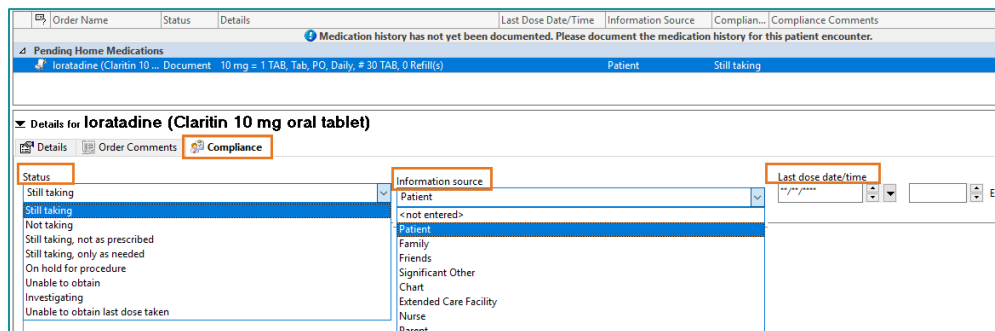 Order Name Status Details Last Dose Date/Time Information Source Complian... Compliance Comments
Medication history has not yet been documented. Please document the medication history for this patient encounter.
Pending Home Medications
loratadine (Claritin 10 ... Document 10 mg = 1 TAB, Tab, PO, Daily, # 30 TAB, 0 Refill(s) Patient Still taking
Details for loratadine (Claritin 10 mg oral tablet)
Details Order Comments Compliance
Status Information source Last dose date/time
Still taking Patient **/**/****
Still taking <not entered>
Not taking Patient
Still taking, not as prescribed Family
Still taking, only as needed Friends
On hold for procedure Significant Other
Unable to obtain Chart
Investigating Extended Care Facility
Unable to obtain last dose taken Nurse
Parent